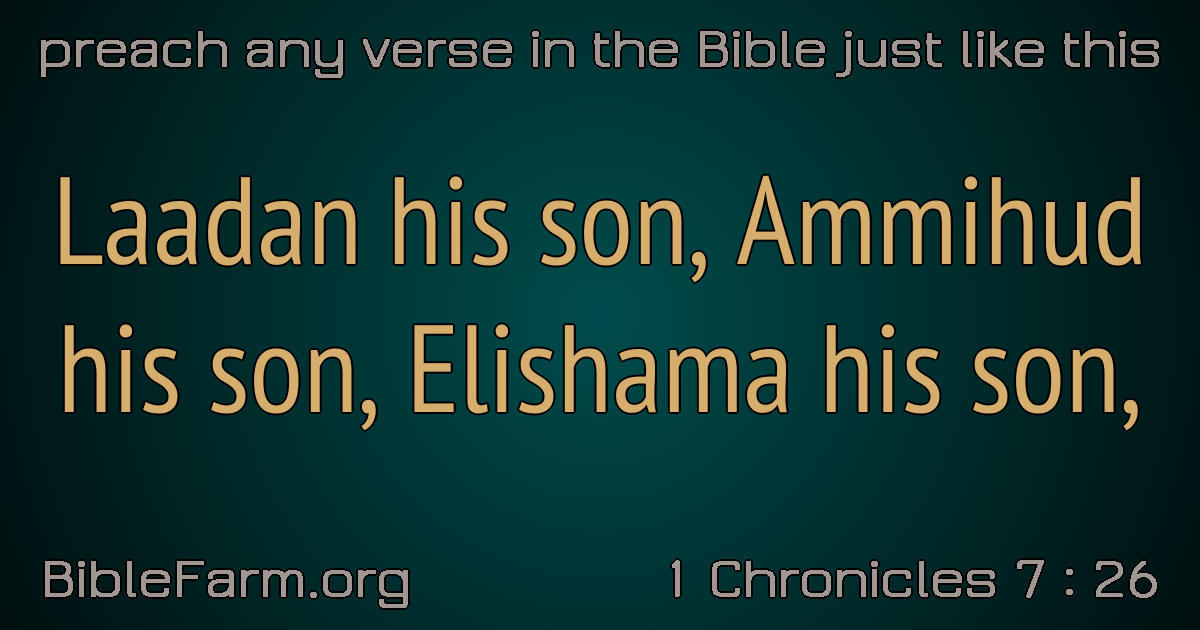 preach any verse in the Bible just like this
Laadan his son, Ammihud
his son, Elishama his son,
BibleFarm.org
1 Chronicles 7 : 26